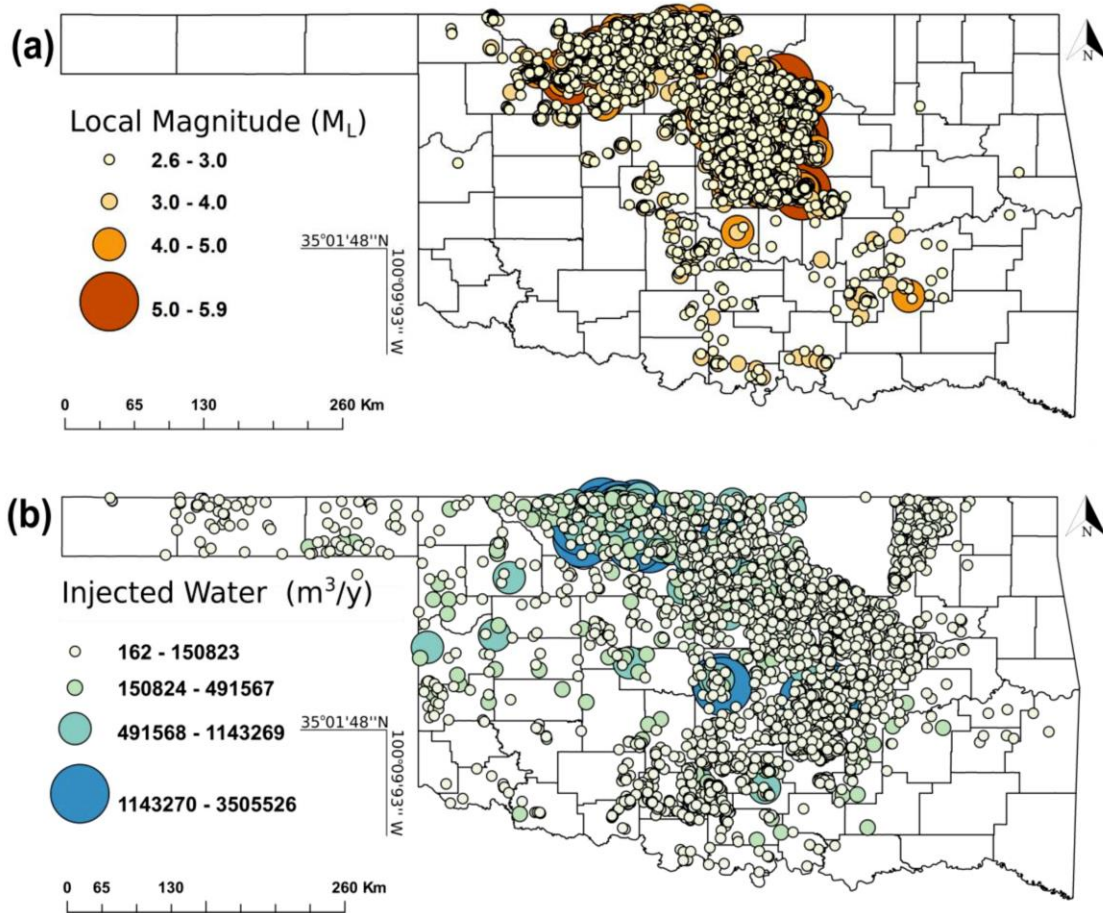 (a)
N
Local Magnitude (ML)
2.6 - 3.0
3.0 - 4.0
4.0 - 5.0
5.0 - 5.9
35°01'48''N
100°09'93'' W
0 65 130 260 Km
(b)
N
Injected Water (m³/y)
162 - 150823
150824 - 491567
491568 - 1143269
1143270 - 3505526
35°01'48''N
100°09'93'' W
0 65 130 260 Km